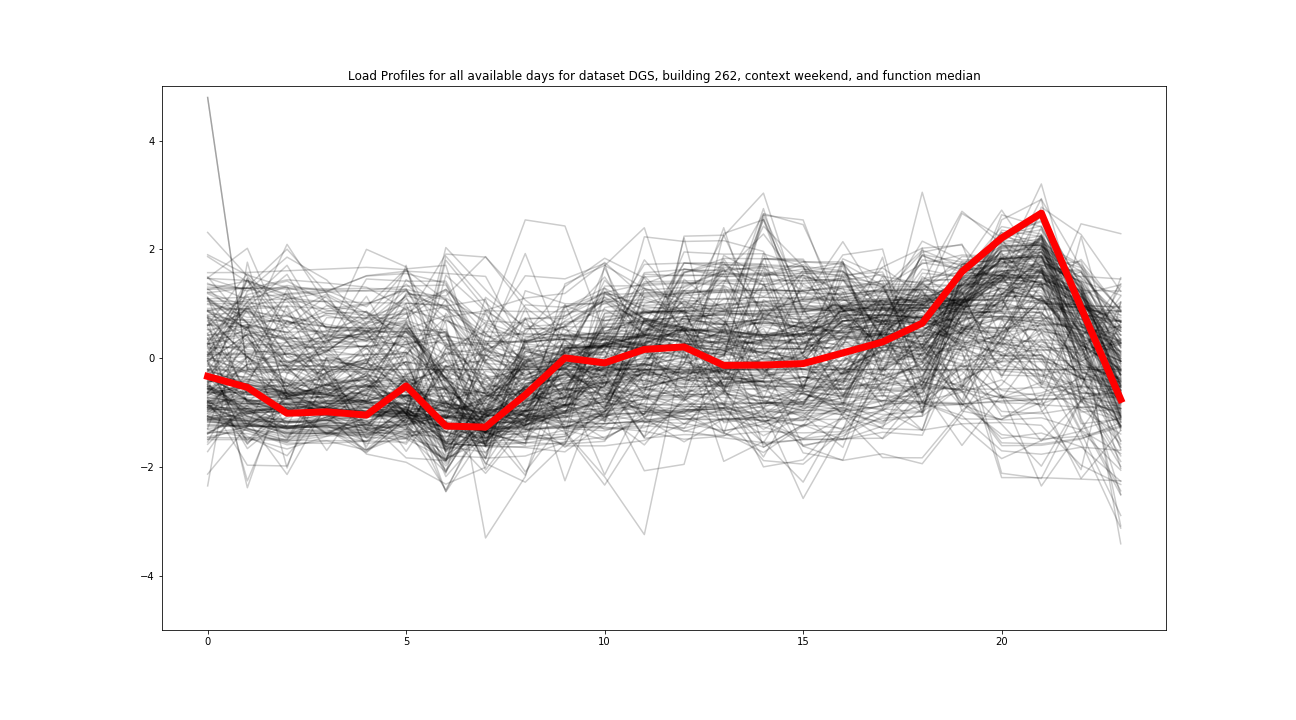 Load Profiles for all available days for dataset DGS, building 262, context weekend, and function median
4
2
0
−2
−4
0 5 10 15 20